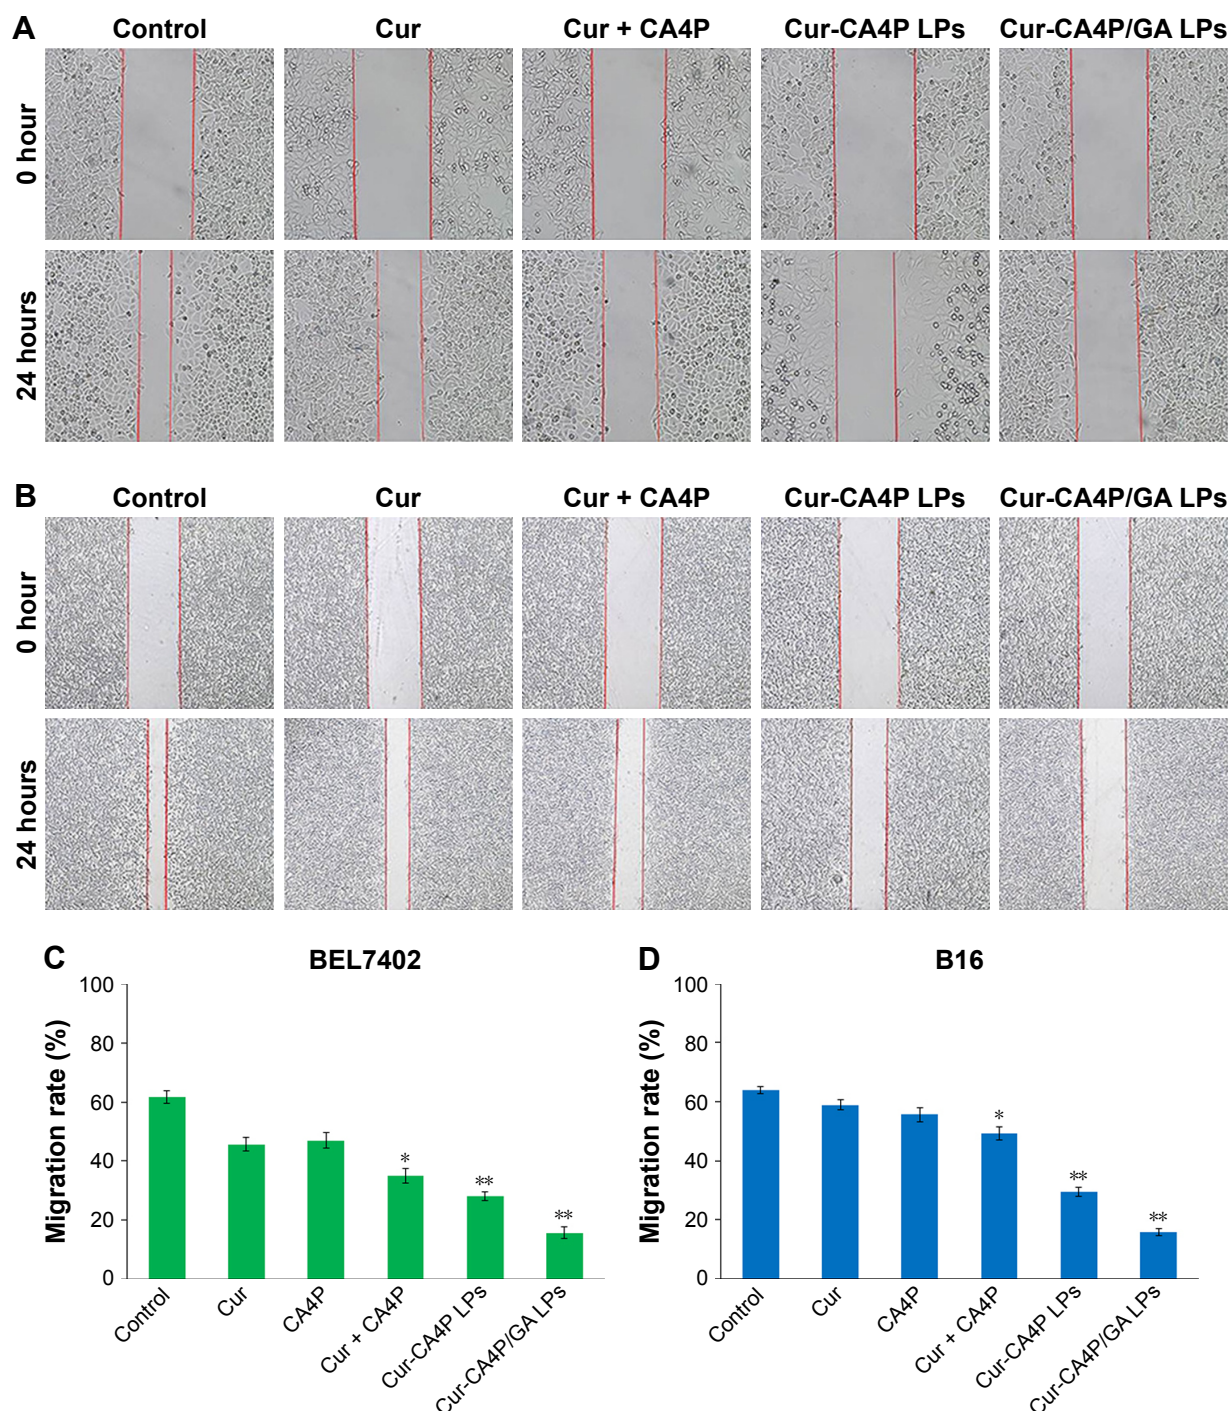 A
Control Cur Cur + CA4P Cur-CA4P LPs Cur-CA4P/GA LPs
0 hour
24 hours
B
Control Cur Cur + CA4P Cur-CA4P LPs Cur-CA4P/GA LPs
0 hour
24 hours
C
BEL7402
Migration rate (%)
100
80
60
40
20
0
*
**
**
Control
Cur
CA4P
Cur + CA4P
Cur-CA4P LPs
Cur-CA4P/GA LPs
D
B16
Migration rate (%)
100
80
60
40
20
0
*
**
**
Control
Cur
CA4P
Cur + CA4P
Cur-CA4P LPs
Cur-CA4P/GA LPs